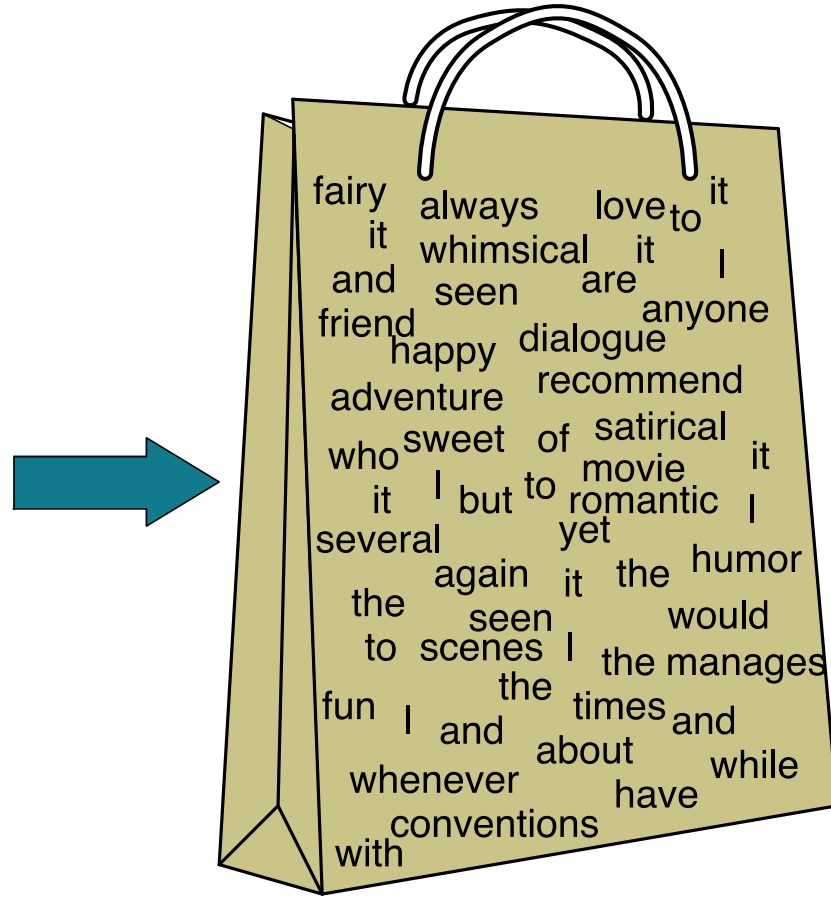 fairy always love to it
it whimsical it I
and seen are anyone
friend happy dialogue
adventure recommend
who sweet of satirical it
it I but to movie romantic I
several yet
again it the humor
the seen would
to scenes I the manages
fun I and the times and
whenever about have while
conventions
with